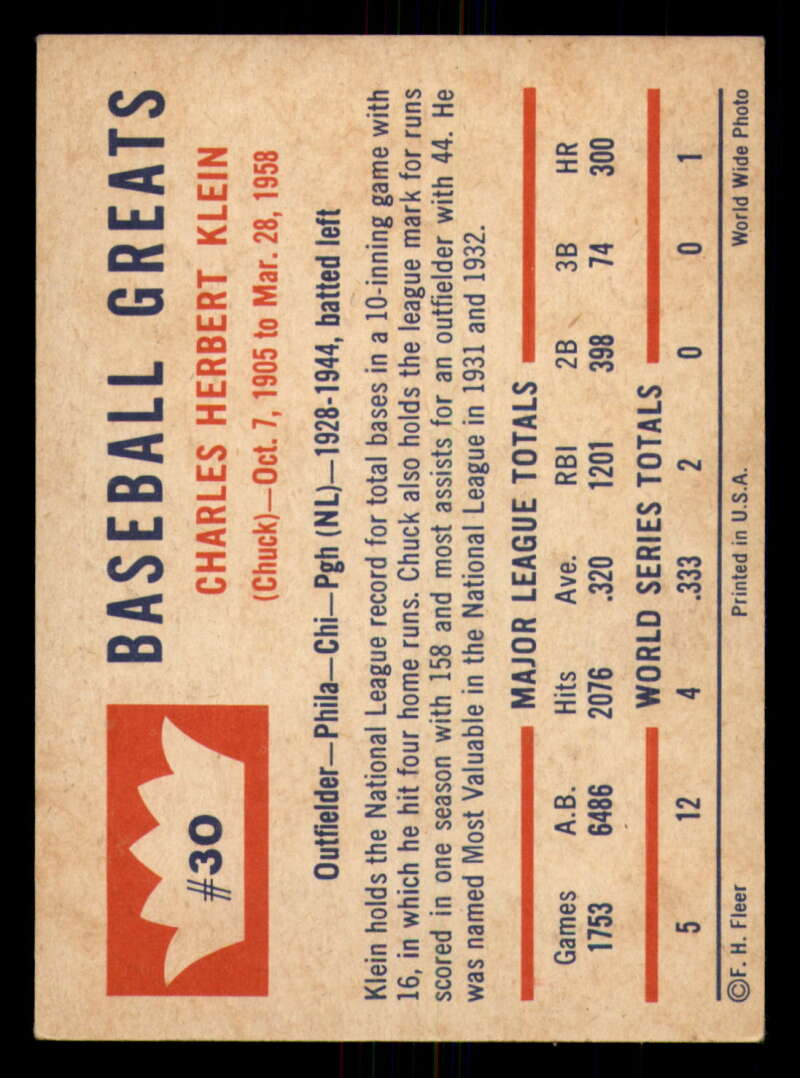 #30
BASEBALL GREATS
CHARLES HERBERT KLEIN
(Chuck)—Oct. 7, 1905 to Mar. 28, 1958
Outfielder—Phila—Chi—Pgh (NL)—1928-1944, batted left
Klein holds the National League record for total bases in a 10-inning game with
16, in which he hit four home runs. Chuck also holds the league mark for runs
scored in one season with 158 and most assists for an outfielder with 44. He
was named Most Valuable in the National League in 1931 and 1932.
MAJOR LEAGUE TOTALS
Games A.B. Hits Ave. RBI 2B 3B HR
1753 6486 2076 .320 1201 398 74 300
WORLD SERIES TOTALS
5 12 4 .333 2 0 0 1
©F. H. Fleer Printed in U.S.A. World Wide Photo